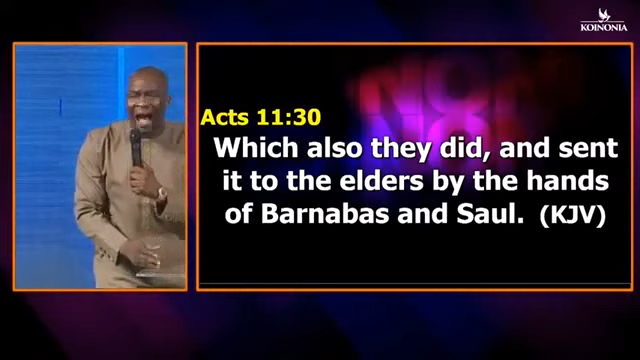 KOINONIA
Acts 11:30
Which also they did, and sent
it to the elders by the hands
of Barnabas and Saul. (KJV)